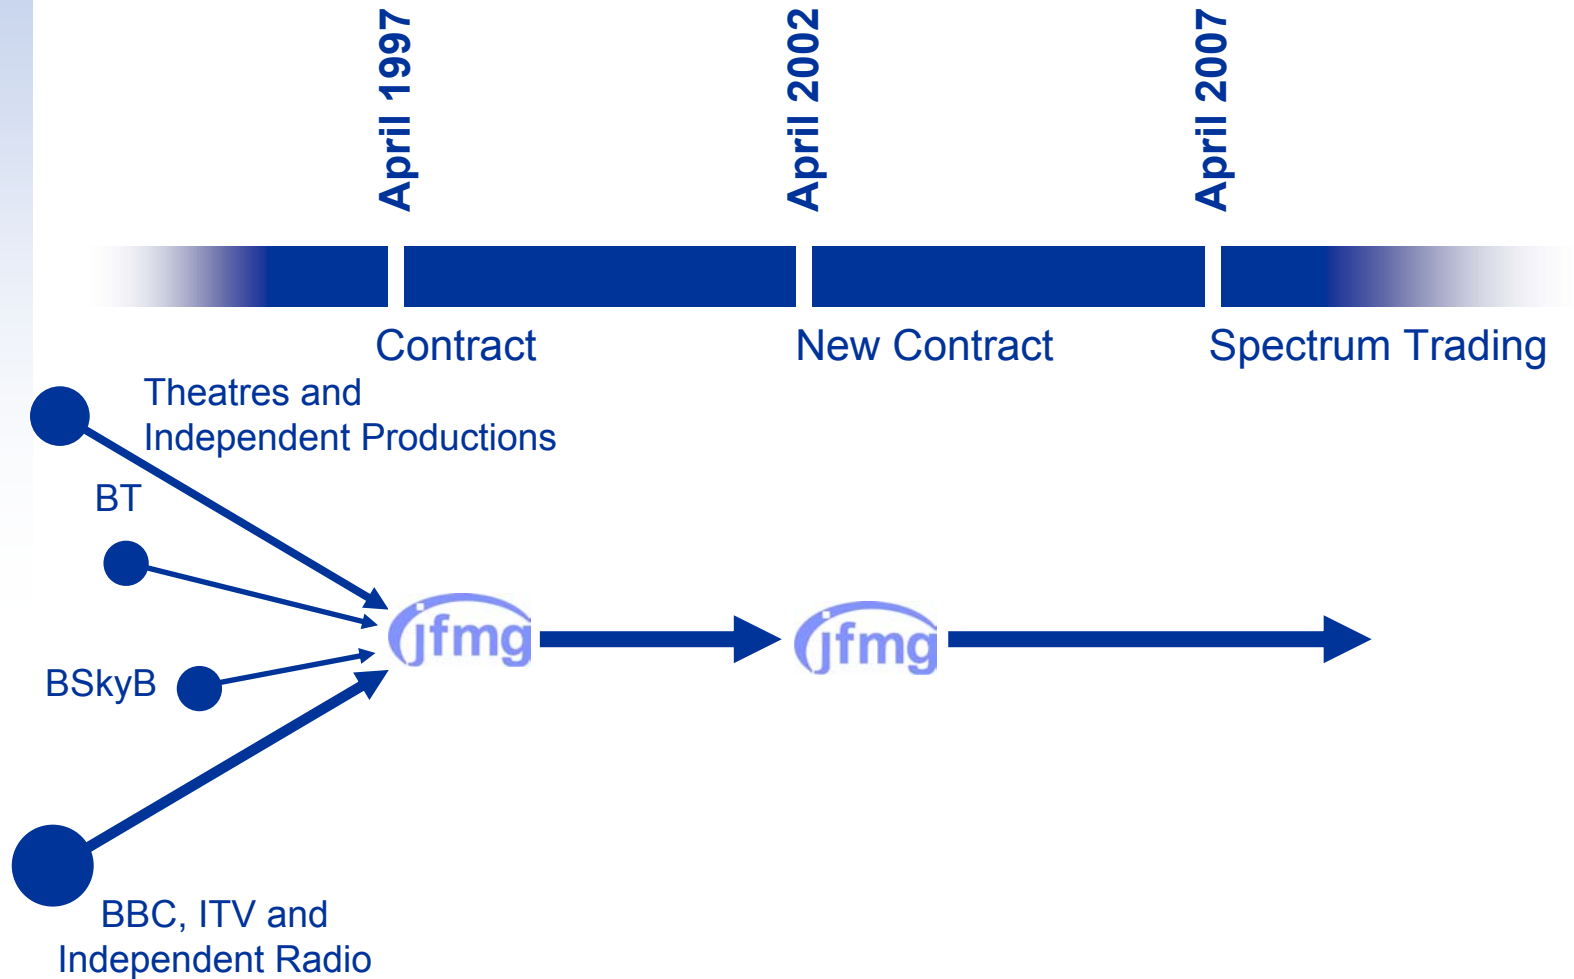 April 1997
April 2002
April 2007
Contract
New Contract
Spectrum Trading
Theatres and
Independent Productions
BT
jfmg
jfmg
BSkyB
BBC, ITV and
Independent Radio